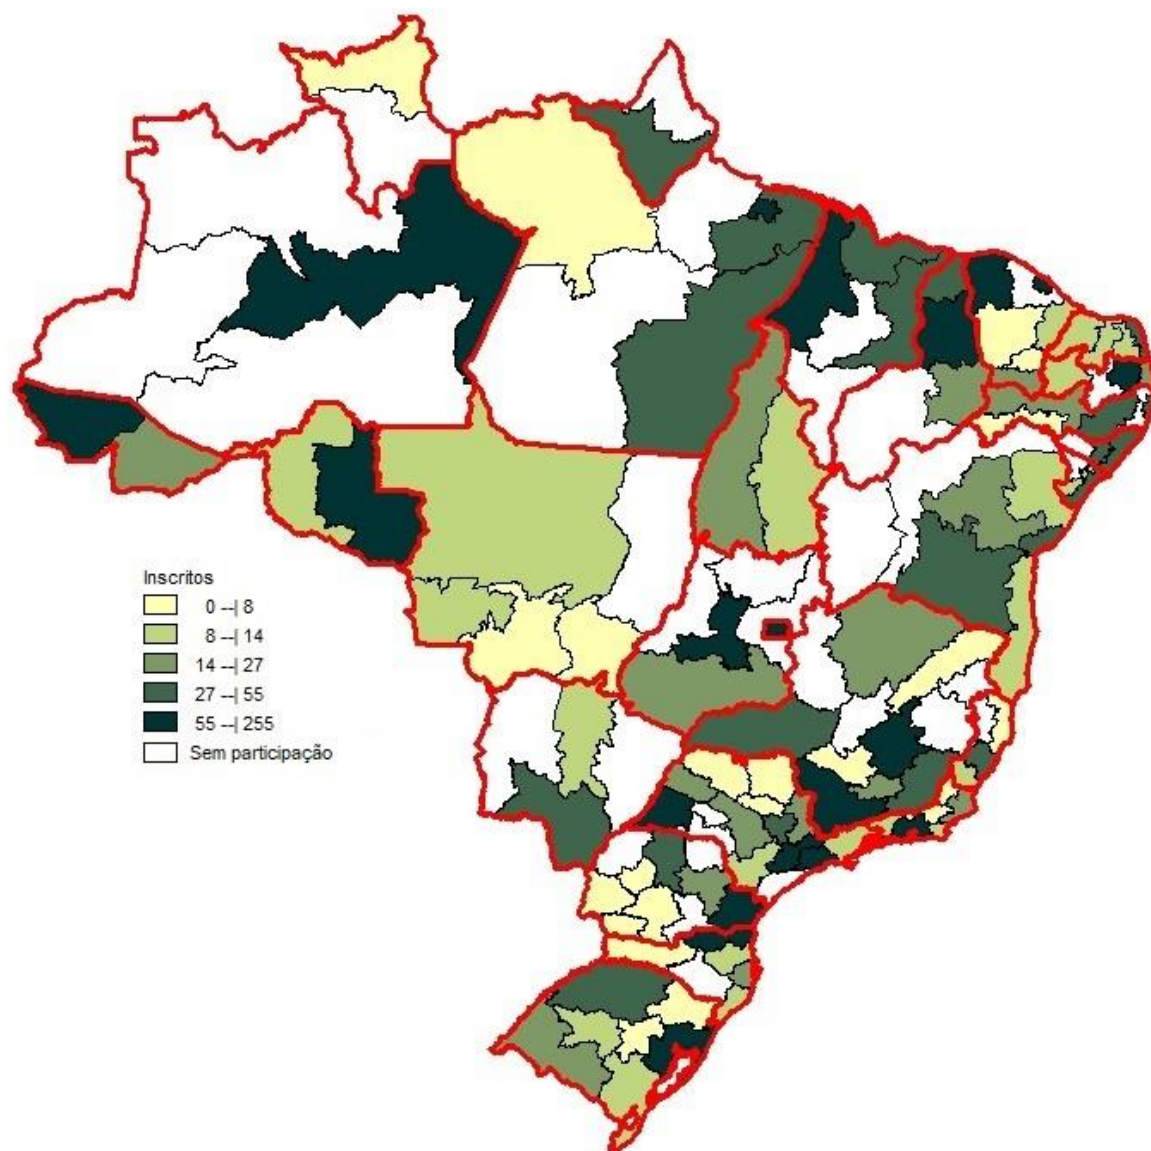 Inscritos
0 --| 8
8 --| 14
14 --| 27
27 --| 55
55 --| 255
Sem participação